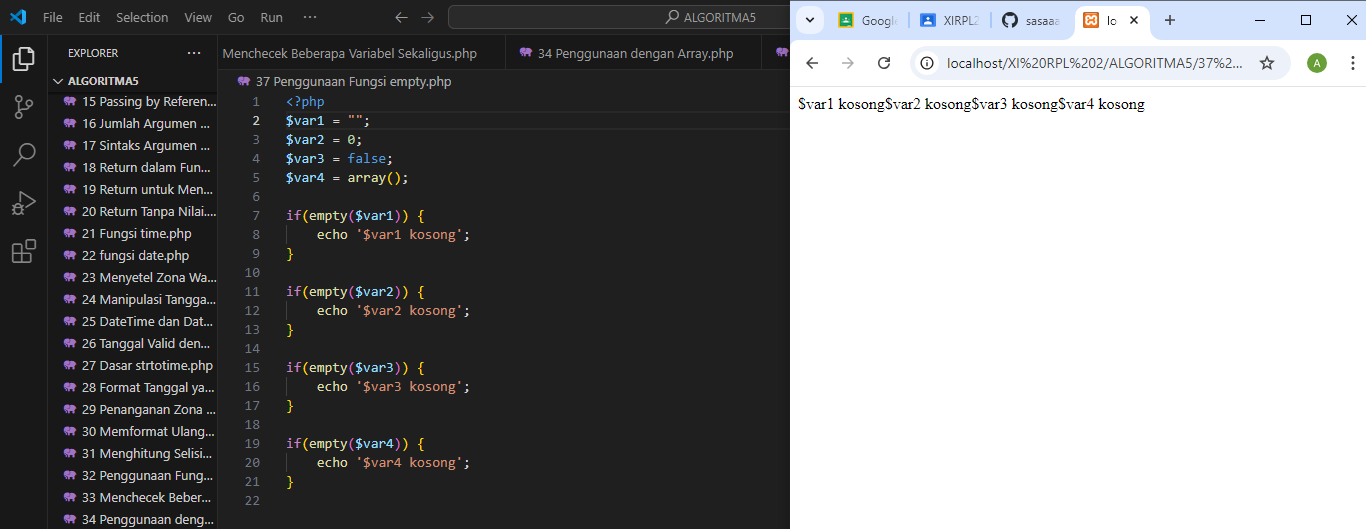 File Edit Selection View Go Run ··· ALGORITMA5
EXPLORER ···
ALGORITMA5
15 Passing by Referen...
16 Jumlah Argumen ...
17 Sintaks Argumen ...
18 Return dalam Fun...
19 Return untuk Men...
20 Return Tanpa Nilai....
21 Fungsi time.php
22 fungsi date.php
23 Menyetel Zona Wa...
24 Manipulasi Tangga...
25 DateTime dan Dat...
26 Tanggal Valid den...
27 Dasar strtotime.php
28 Format Tanggal ya...
29 Penanganan Zona ...
30 Memformat Ulang...
31 Menghitung Selisi...
32 Penggunaan Fung...
33 Menchecek Beber...
34 Penggunaan deng...
Menchecek Beberapa Variabel Sekaligus.php 34 Penggunaan dengan Array.php
37 Penggunaan Fungsi empty.php
1 <?php
2 $var1 = "";
3 $var2 = 0;
4 $var3 = false;
5 $var4 = array();
6
7 if(empty($var1)) {
8     echo '$var1 kosong';
9 }
10
11 if(empty($var2)) {
12     echo '$var2 kosong';
13 }
14
15 if(empty($var3)) {
16     echo '$var3 kosong';
17 }
18
19 if(empty($var4)) {
20     echo '$var4 kosong';
21 }
22
Google XIRPL2 sasaaa lo
localhost/XI%20RPL%202/ALGORITMA5/37%2... A
$var1 kosong$var2 kosong$var3 kosong$var4 kosong